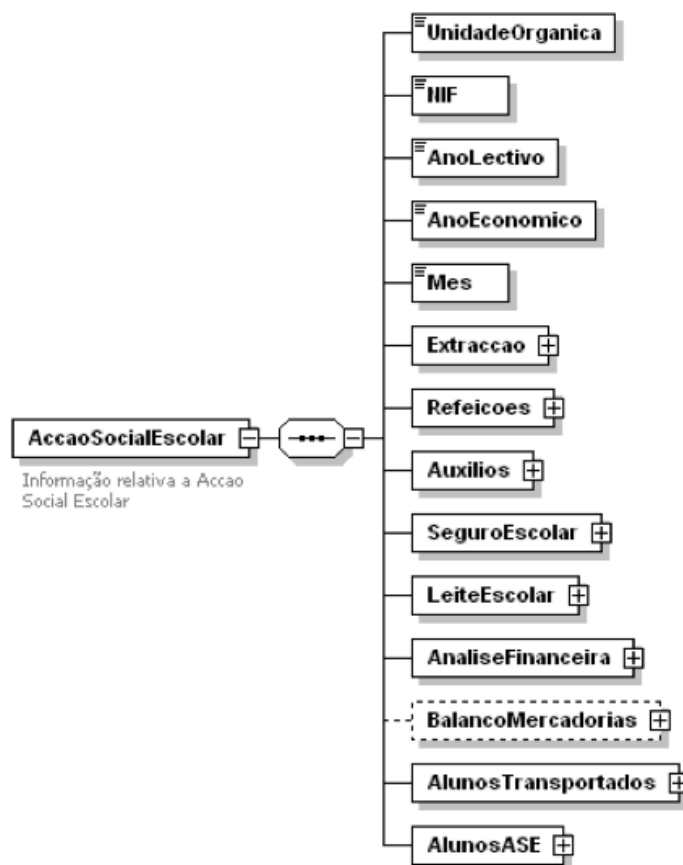 UnidadeOrganica
NIF
AnoLectivo
AnoEconomico
Mes
Extraccao
Refeicoes
AccaoSocialEscolar
Informação relativa a Accao
Social Escolar
Auxilios
SeguroEscolar
LeiteEscolar
AnaliseFinanceira
BalancoMercadorias
AlunosTransportados
AlunosASE